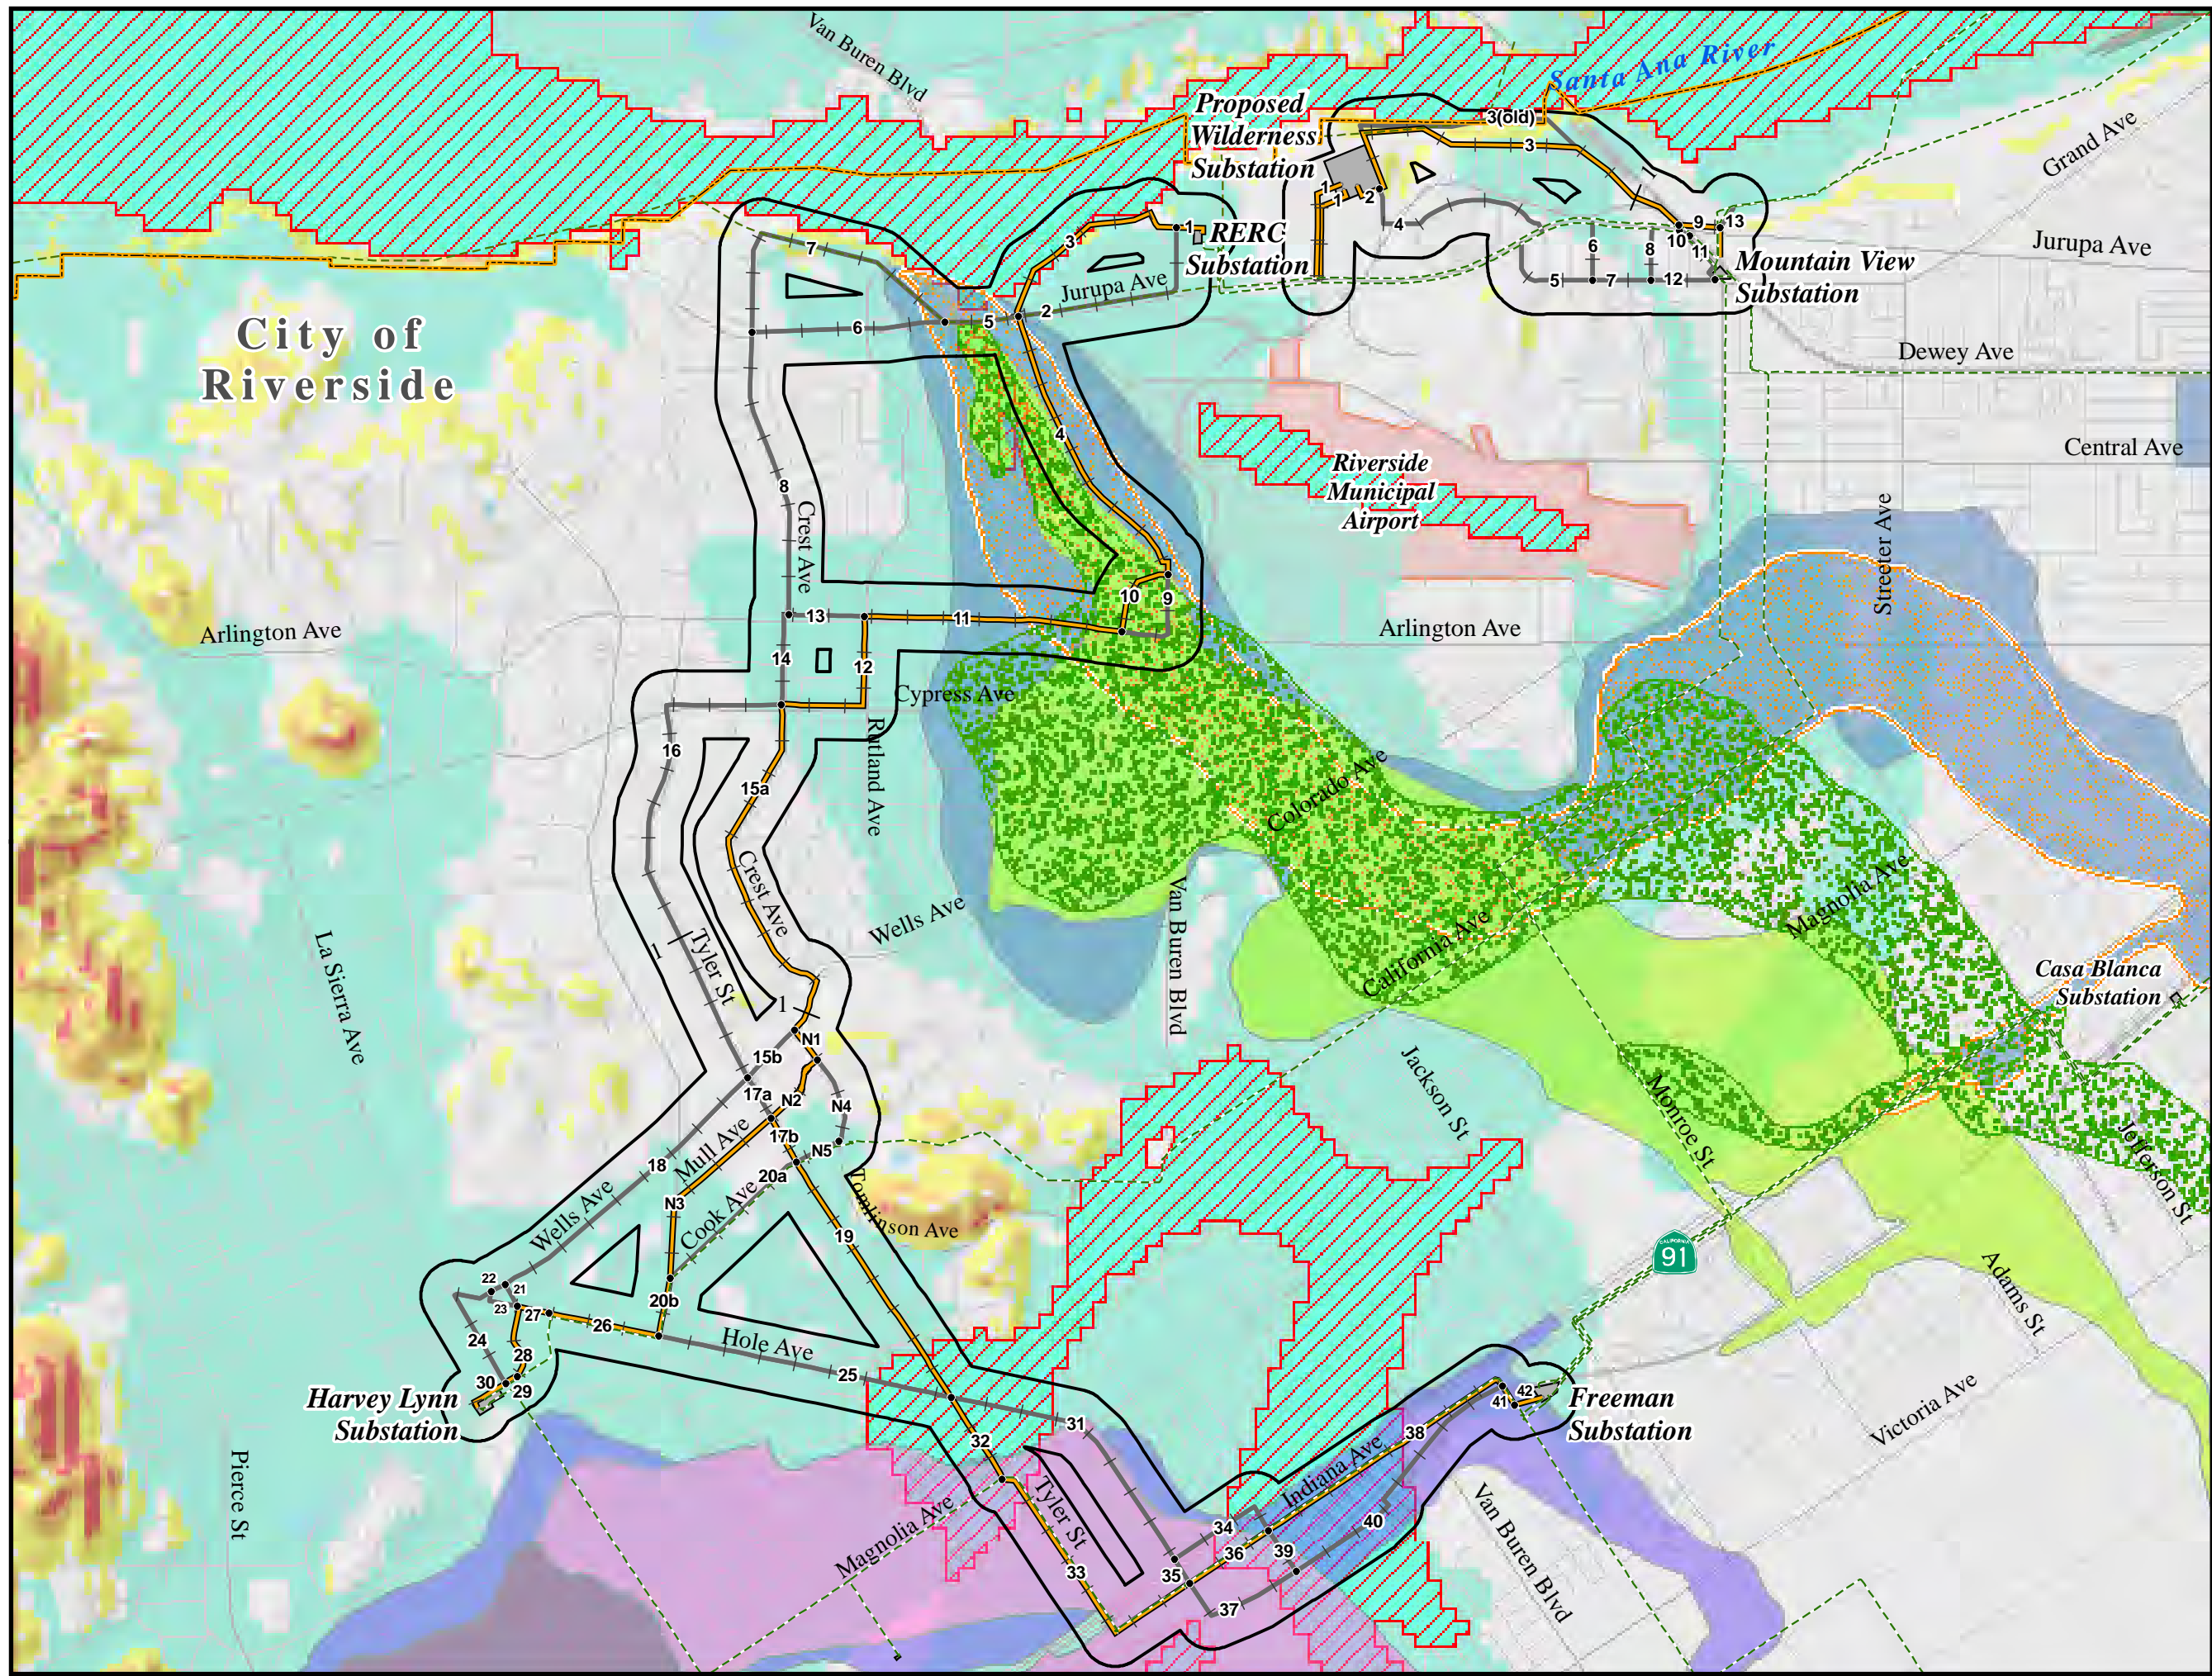 Van Buren Blvd
Santa Ana River
Proposed
Wilderness
Substation
3(old)
3
1
Grand Ave
1
1
2
4
9
13
10
11
6
8
5
7
12
Jurupa Ave
Mountain View
Substation
7
3
1
RERC
Substation
Jurupa Ave
2
5
6
City of
Riverside
Dewey Ave
Central Ave
4
8
Crest Ave
Riverside
Municipal
Airport
Streeter Ave
10
9
13
11
Arlington Ave
Arlington Ave
14
12
Cypress Ave
16
Rutland Ave
15a
Colorado Ave
Crest Ave
Wells Ave
Van Buren Blvd
California Ave
Magnolia Ave
Casa Blanca
Substation
La Sierra Ave
1
Tyler St
1
N1
15b
17a
N2
N4
17b
N5
Mull Ave
18
20a
N3
Cook Ave
Tomlinson Ave
19
Wells Ave
Jackson St
Monroe St
Jefferson St
CALIFORNIA
91
Adams St
22
21
23
27
26
20b
24
28
30
29
Hole Ave
25
Harvey Lynn
Substation
31
32
38
41
42
Freeman
Substation
Victoria Ave
Pierce St
Magnolia Ave
Tyler St
33
34
Indiana Ave
36
39
40
35
37
Van Buren Blvd